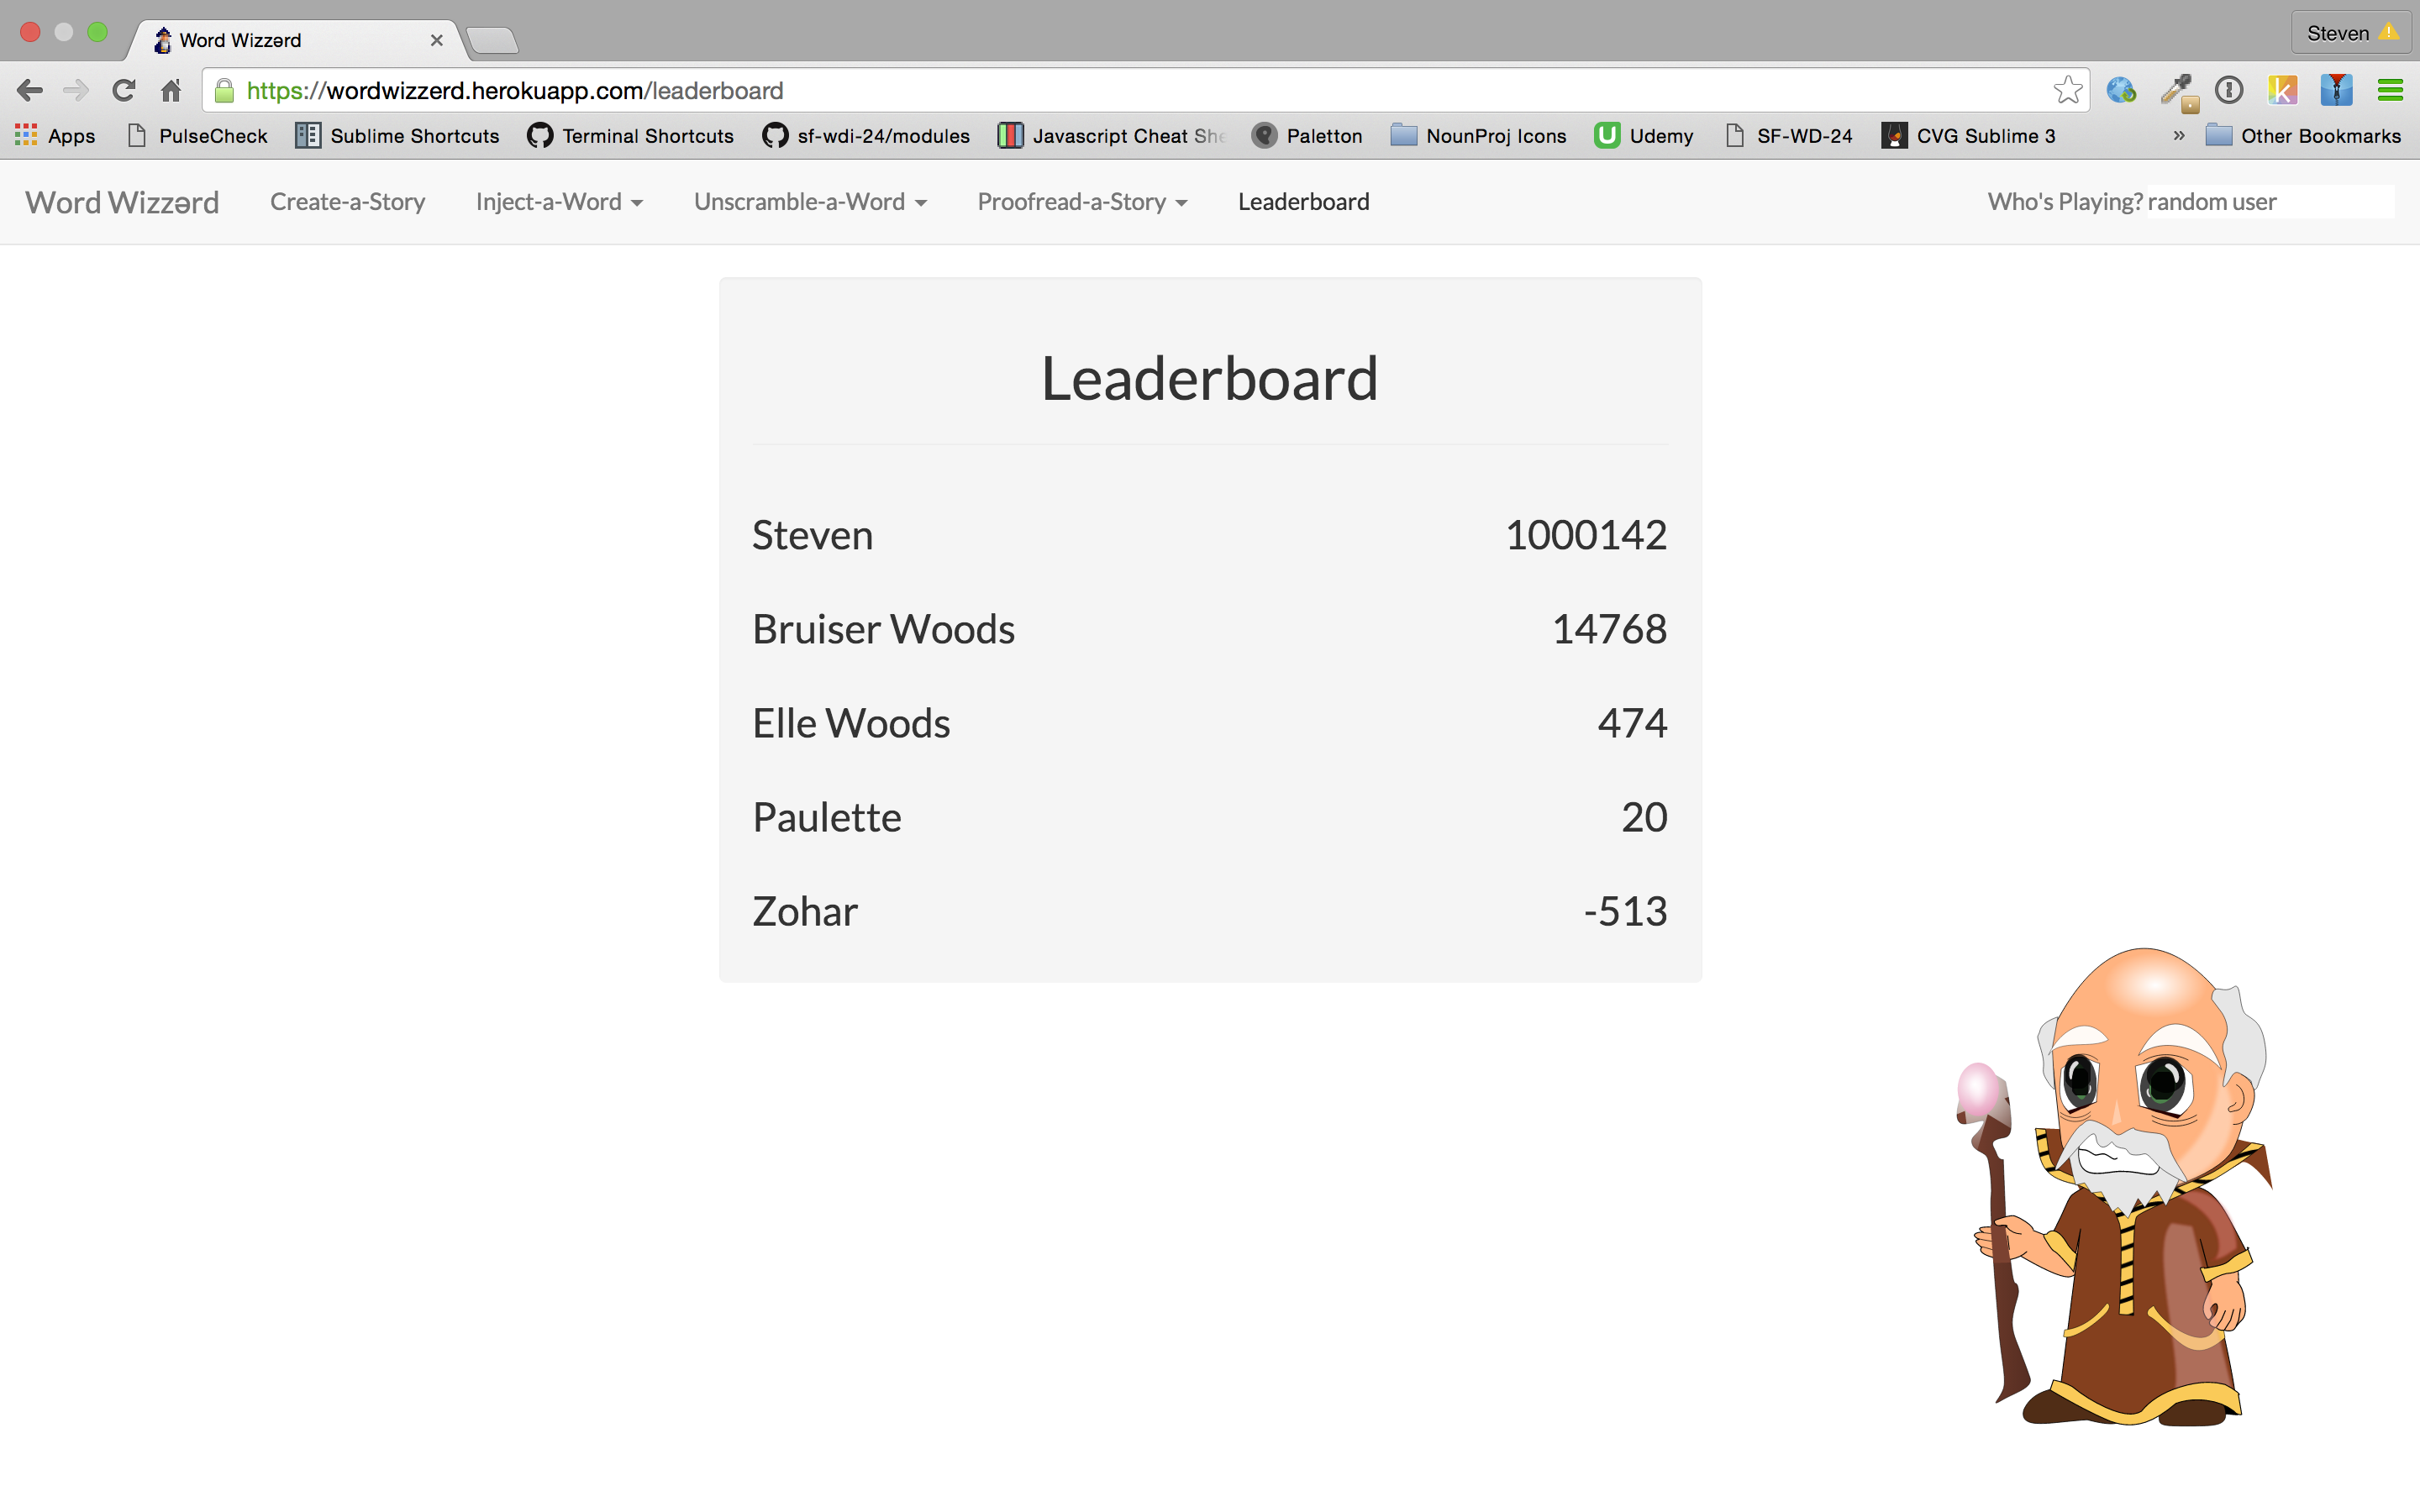 Word Wizzərd
Steven
https://wordwizzerd.herokuapp.com/leaderboard
Apps PulseCheck Sublime Shortcuts Terminal Shortcuts sf-wdi-24/modules Javascript Cheat She Paletton NounProj Icons Udemy SF-WD-24 CVG Sublime 3 » Other Bookmarks
Word Wizzərd Create-a-Story Inject-a-Word Unscramble-a-Word Proofread-a-Story Leaderboard Who's Playing? random user
Leaderboard
Steven 1000142
Bruiser Woods 14768
Elle Woods 474
Paulette 20
Zohar -513